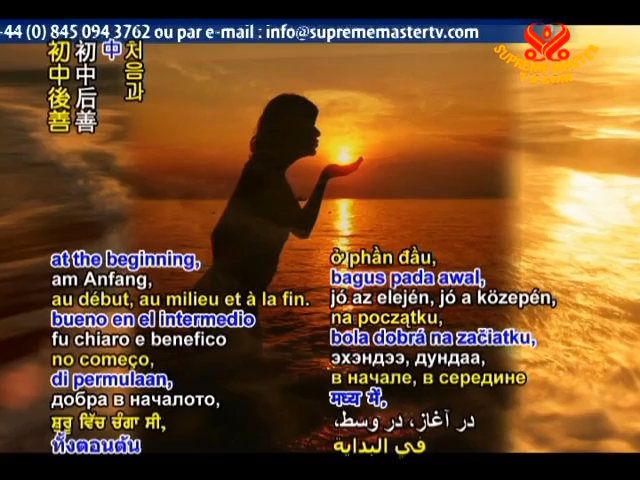 -44 (0) 845 094 3762 ou par e-mail : info@suprememastertv.com
SUPREME MASTER
처음과
中
初中后善
初中後善
at the beginning,
am Anfang,
au début, au milieu et à la fin.
bueno en el intermedio
fu chiaro e benefico
no começo,
di permulaan,
добра в началото,
ਸ਼ੁਰੂ ਵਿੱਚ ਚੰਗਾ ਸੀ,
ทั้งตอนต้น
ở phần đầu,
bagus pada awal,
jó az elején, jó a közepén,
na początku,
bola dobrá na začiatku,
эхэндээ, дундаа,
в начале, в середине
मध्य में,
در آغاز، در وسط،
في البداية